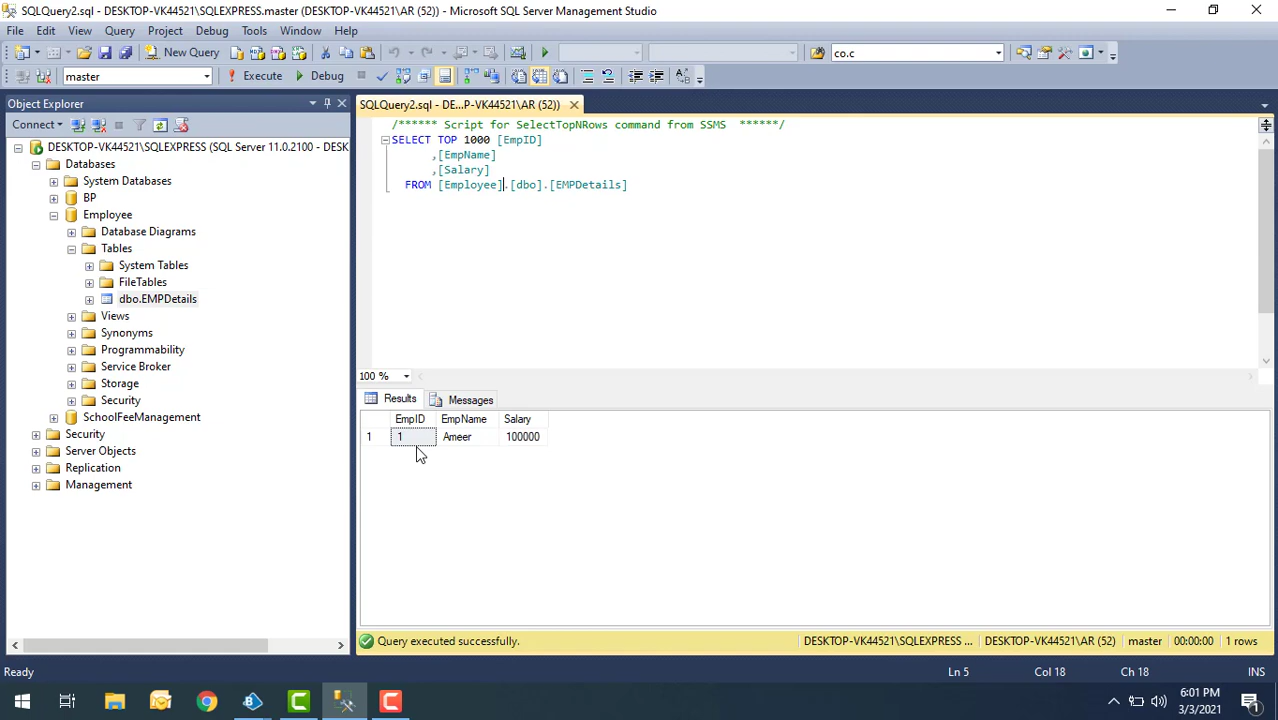 SQLQuery2.sql - DESKTOP-VK44521\SQLEXPRESS.master (DESKTOP-VK44521\AR (52)) - Microsoft SQL Server Management Studio
File Edit View Query Project Debug Tools Window Help
New Query co.c
master Execute Debug
Object Explorer
Connect
DESKTOP-VK44521\SQLEXPRESS (SQL Server 11.0.2100 - DESK
Databases
System Databases
BP
Employee
Database Diagrams
Tables
System Tables
FileTables
dbo.EMPDetails
Views
Synonyms
Programmability
Service Broker
Storage
Security
SchoolFeeManagement
Security
Server Objects
Replication
Management
SQLQuery2.sql - DE...P-VK44521\AR (52))
/****** Script for SelectTopNRows command from SSMS ******/
SELECT TOP 1000 [EmpID]
,[EmpName]
,[Salary]
FROM [Employee].[dbo].[EMPDetails]
100 %
Results Messages
EmpID EmpName Salary
1 1 Ameer 100000
Query executed successfully. DESKTOP-VK44521\SQLEXPRESS ... DESKTOP-VK44521\AR (52) master 00:00:00 1 rows
Ready Ln 5 Col 18 Ch 18 INS
6:01 PM
3/3/2021
1